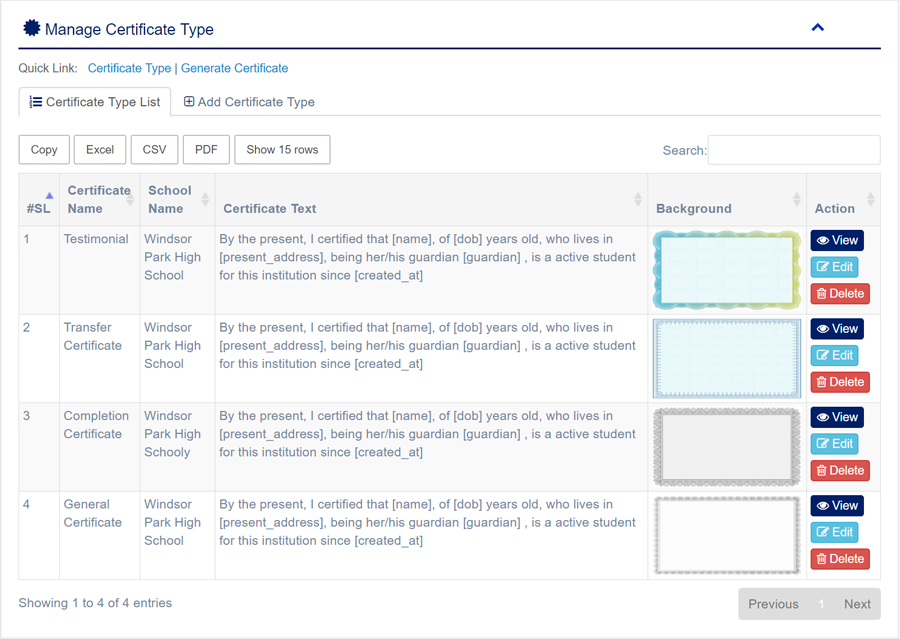 Manage Certificate Type
Quick Link: Certificate Type | Generate Certificate
Certificate Type List Add Certificate Type
Copy Excel CSV PDF Show 15 rows Search:
#SL Certificate Name School Name Certificate Text Background Action
1 Testimonial Windsor Park High School
By the present, I certified that [name], of [dob] years old, who lives in
[present_address], being her/his guardian [guardian] , is a active student
for this institution since [created_at]
View
Edit
Delete
2 Transfer Certificate Windsor Park High School
By the present, I certified that [name], of [dob] years old, who lives in
[present_address], being her/his guardian [guardian] , is a active student
for this institution since [created_at]
View
Edit
Delete
3 Completion Certificate Windsor Park High Schooly
By the present, I certified that [name], of [dob] years old, who lives in
[present_address], being her/his guardian [guardian] , is a active student
for this institution since [created_at]
View
Edit
Delete
4 General Certificate Windsor Park High School
By the present, I certified that [name], of [dob] years old, who lives in
[present_address], being her/his guardian [guardian] , is a active student
for this institution since [created_at]
View
Edit
Delete
Showing 1 to 4 of 4 entries Previous 1 Next